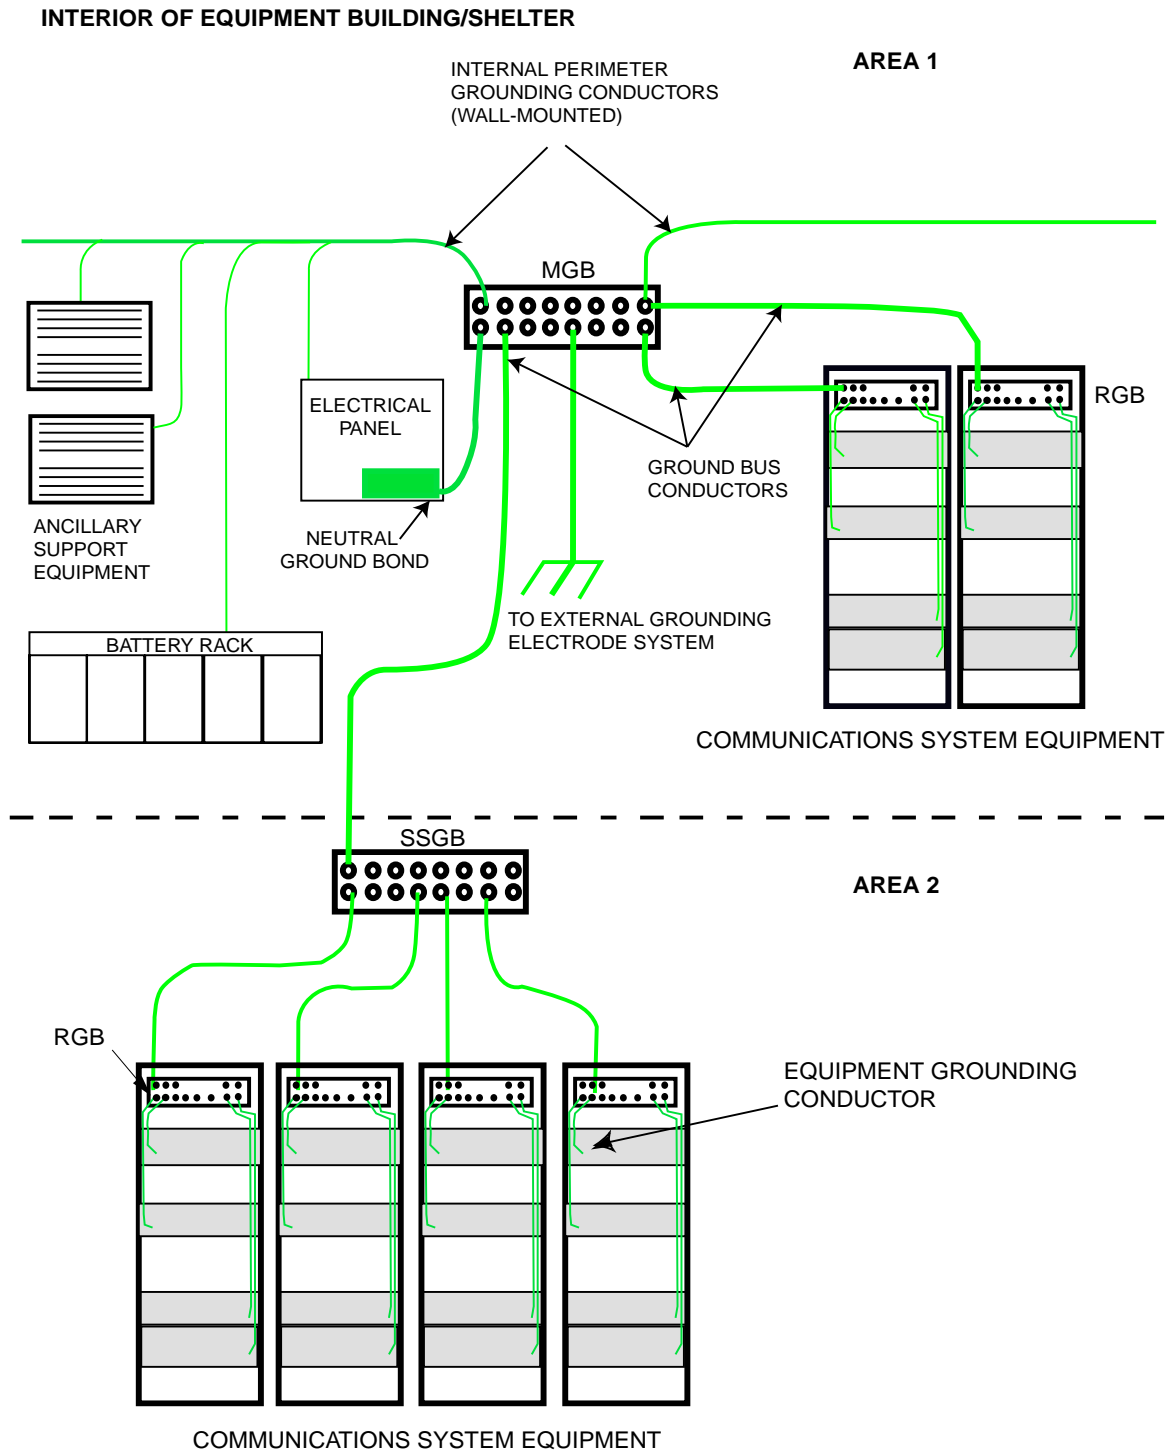 INTERIOR OF EQUIPMENT BUILDING/SHELTER
AREA 1
INTERNAL PERIMETER
GROUNDING CONDUCTORS
(WALL-MOUNTED)
MGB
RGB
ELECTRICAL
PANEL
GROUND BUS
CONDUCTORS
NEUTRAL
GROUND BOND
ANCILLARY
SUPPORT
EQUIPMENT
TO EXTERNAL GROUNDING
ELECTRODE SYSTEM
BATTERY RACK
COMMUNICATIONS SYSTEM EQUIPMENT
SSGB
AREA 2
RGB
EQUIPMENT GROUNDING
CONDUCTOR
COMMUNICATIONS SYSTEM EQUIPMENT